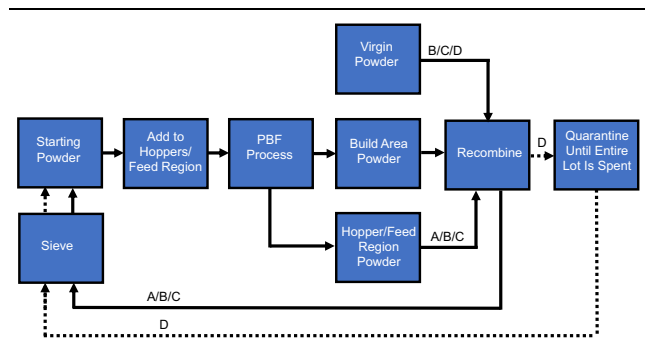 Virgin
Powder
B/C/D
Starting
Powder
Add to
Hoppers/
Feed Region
PBF
Process
Build Area
Powder
Recombine
D
Quarantine
Until Entire
Lot Is Spent
Sieve
Hopper/Feed
Region
Powder
A/B/C
A/B/C
D